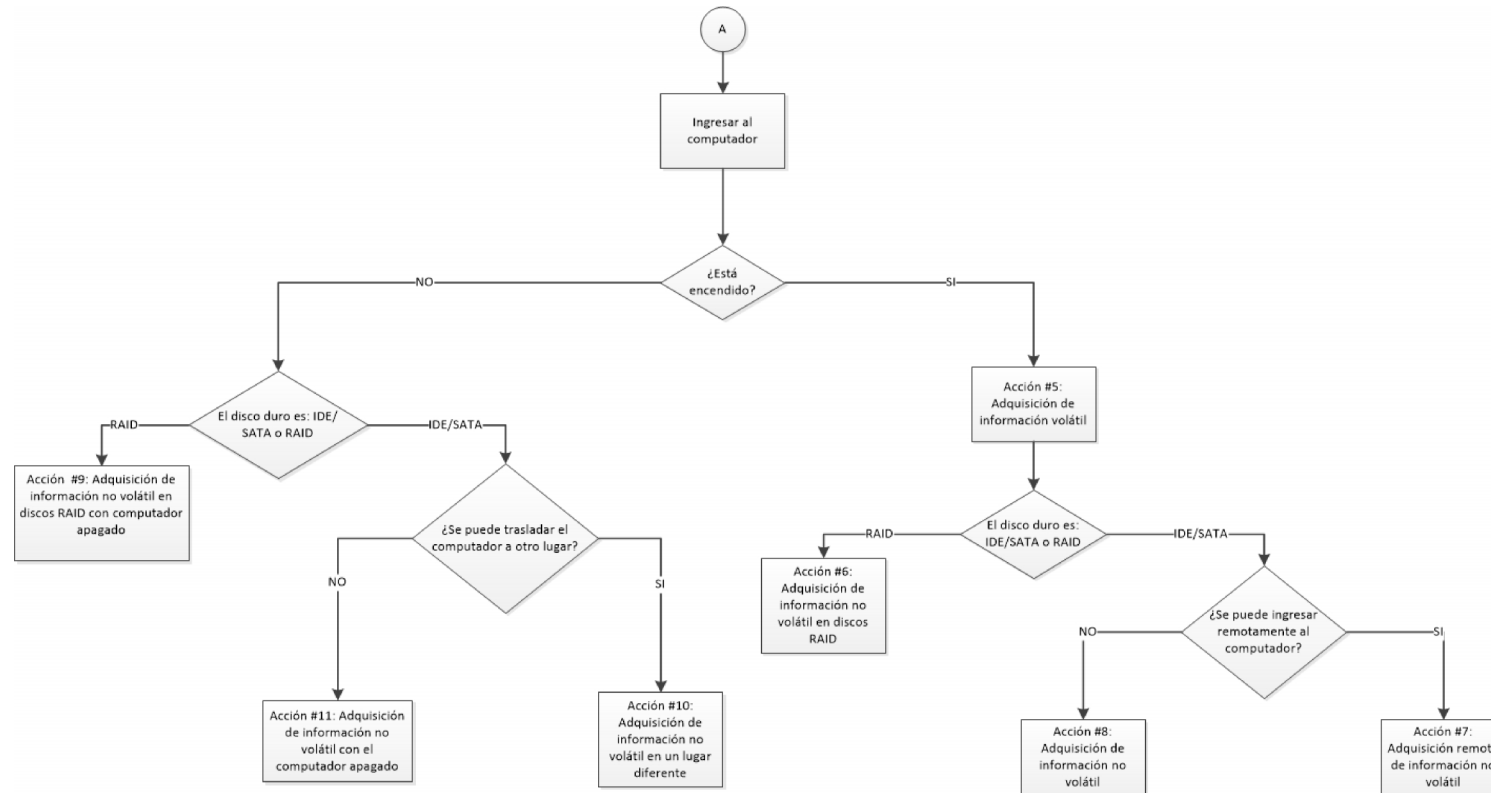 A
Ingresar al
computador
¿Está
encendido?
NO
SI
El disco duro es: IDE/
SATA o RAID
RAID
IDE/SATA
Acción #9: Adquisición de
información no volátil en
discos RAID con computador
apagado
¿Se puede trasladar el
computador a otro lugar?
NO
SI
Acción #11: Adquisición
de información no
volátil con el
computador apagado
Acción #10:
Adquisición de
información no
volátil en un lugar
diferente
Acción #5:
Adquisición de
información volátil
El disco duro es:
IDE/SATA o RAID
RAID
IDE/SATA
Acción #6:
Adquisición de
información no
volátil en discos
RAID
¿Se puede ingresar
remotamente al
computador?
NO
SI
Acción #8:
Adquisición de
información no
volátil
Acción #7:
Adquisición remot
de información no
volátil